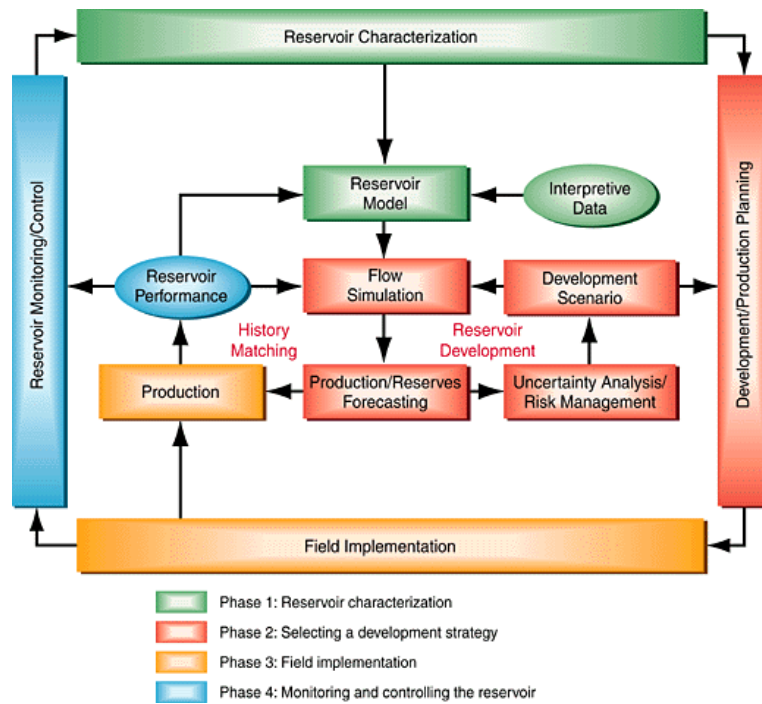 Reservoir Characterization
Reservoir Monitoring/Control
Development/Production Planning
Reservoir
Model
Interpretive
Data
Reservoir
Performance
Flow
Simulation
Development
Scenario
History
Matching
Reservoir
Development
Production
Production/Reserves
Forecasting
Uncertainty Analysis/
Risk Management
Field Implementation
Phase 1: Reservoir characterization
Phase 2: Selecting a development strategy
Phase 3: Field implementation
Phase 4: Monitoring and controlling the reservoir